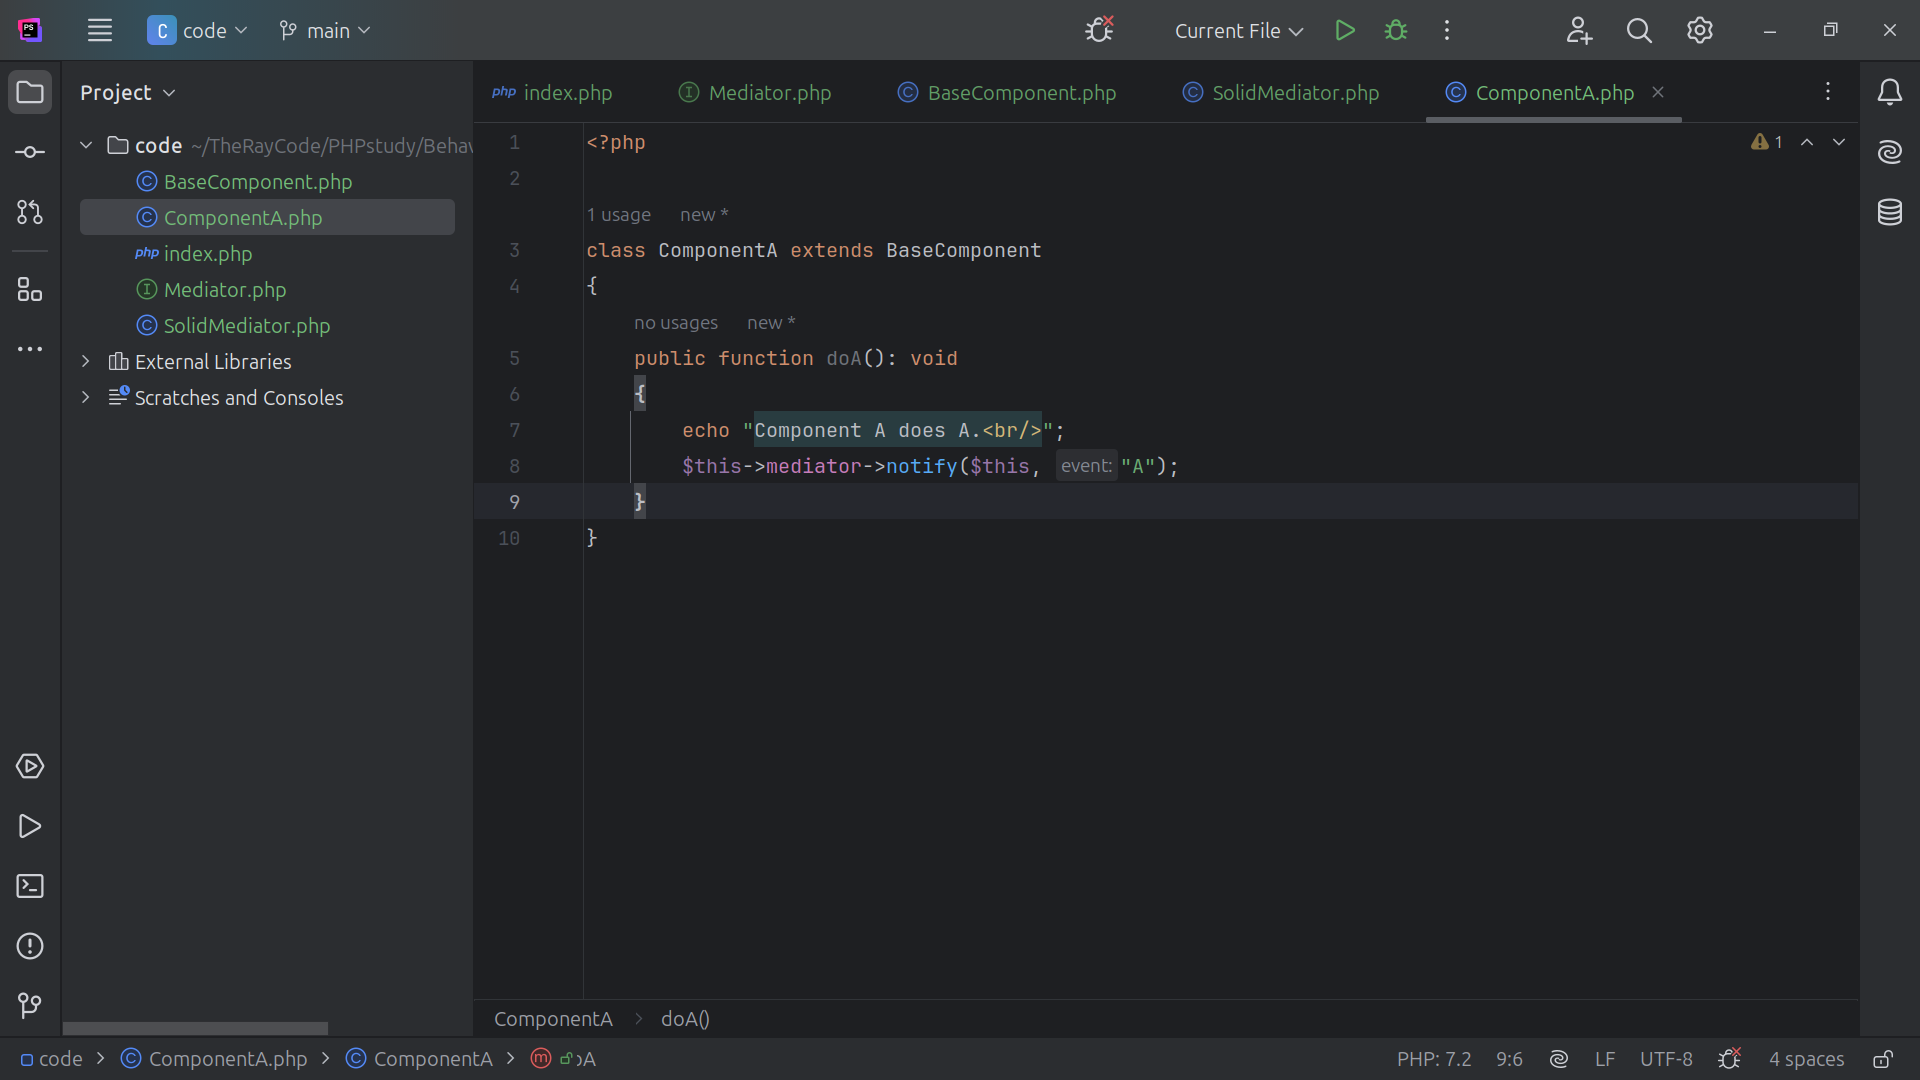 C code main Current File
Project
code ~/TheRayCode/PHPstudy/Behav
BaseComponent.php
ComponentA.php
php index.php
Mediator.php
SolidMediator.php
External Libraries
Scratches and Consoles
php index.php Mediator.php BaseComponent.php SolidMediator.php ComponentA.php
1 <?php 1
2
1 usage new *
3 class ComponentA extends BaseComponent
4 {
no usages new *
5 public function doA(): void
6 {
7 echo "Component A does A.<br/>";
8 $this->mediator->notify($this, event: "A");
9 }
10 }
ComponentA > doA()
code > ComponentA.php > ComponentA > m
PHP: 7.2 9:6 LF UTF-8 4 spaces